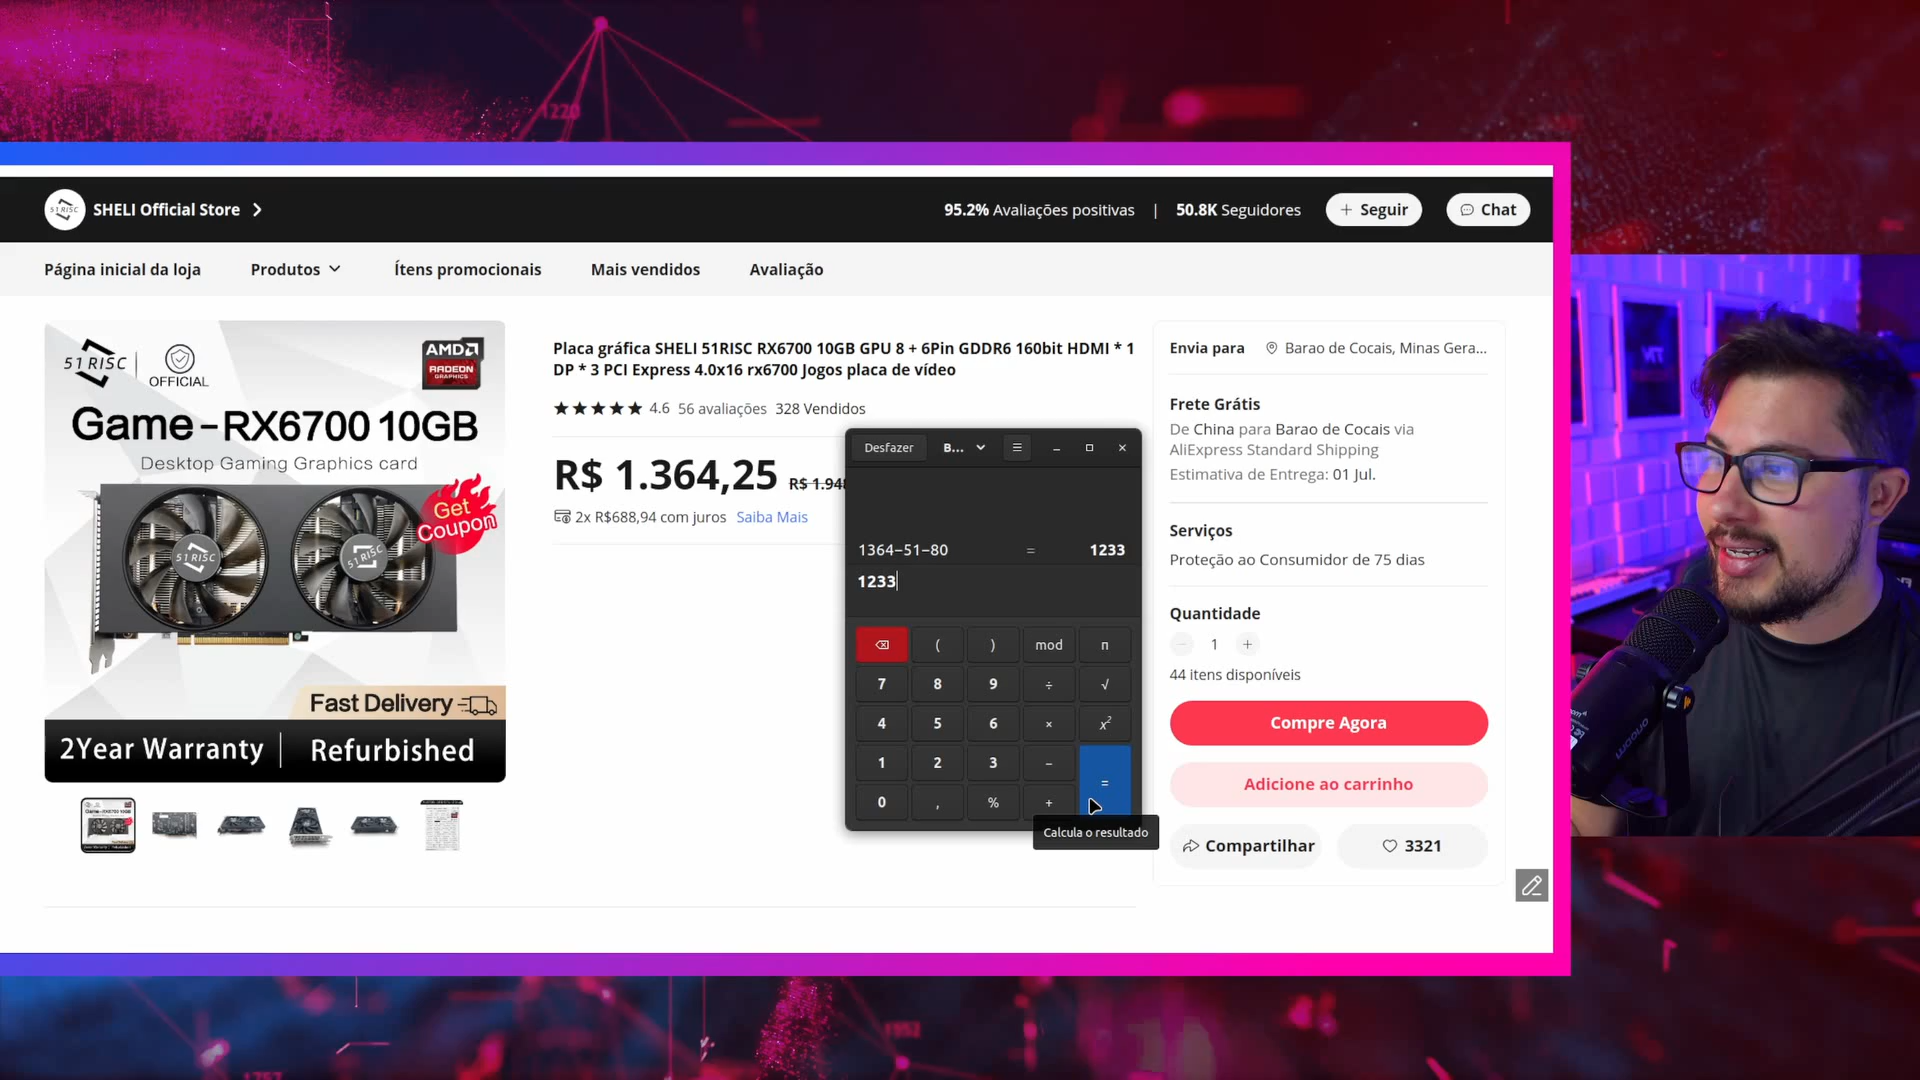 1220
SHELI Official Store
95.2% Avaliações positivas | 50.8K Seguidores
+ Seguir
Chat
Página inicial da loja
Produtos
Ítens promocionais
Mais vendidos
Avaliação
51RISC
OFFICIAL
AMD
RADEON
GRAPHICS
Game-RX6700 10GB
Desktop Gaming Graphics card
Get
Coupon
51RISC
51RISC
Fast Delivery
2Year Warranty | Refurbished
Placa gráfica SHELI 51RISC RX6700 10GB GPU 8 + 6Pin GDDR6 160bit HDMI * 1
DP * 3 PCI Express 4.0x16 rx6700 Jogos placa de vídeo
4.6 56 avaliações 328 Vendidos
R$ 1.364,25
2x R$688,94 com juros Saiba Mais
Desfazer
B...
1364−51−80 = 1233
1233
( ) mod π
7 8 9 ÷ √
4 5 6 × x²
1 2 3 − =
0 , % +
Calcula o resultado
Envia para Barao de Cocais, Minas Gera...
Frete Grátis
De China para Barao de Cocais via
AliExpress Standard Shipping
Estimativa de Entrega: 01 Jul.
Serviços
Proteção ao Consumidor de 75 dias
Quantidade
− 1 +
44 itens disponíveis
Compre Agora
Adicione ao carrinho
Compartilhar
3321